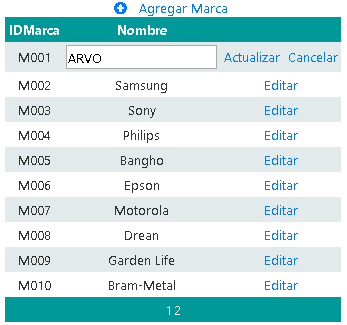 Agregar Marca
IDMarca Nombre
M001 ARVO Actualizar Cancelar
M002 Samsung Editar
M003 Sony Editar
M004 Philips Editar
M005 Bangho Editar
M006 Epson Editar
M007 Motorola Editar
M008 Drean Editar
M009 Garden Life Editar
M010 Bram-Metal Editar
1 2